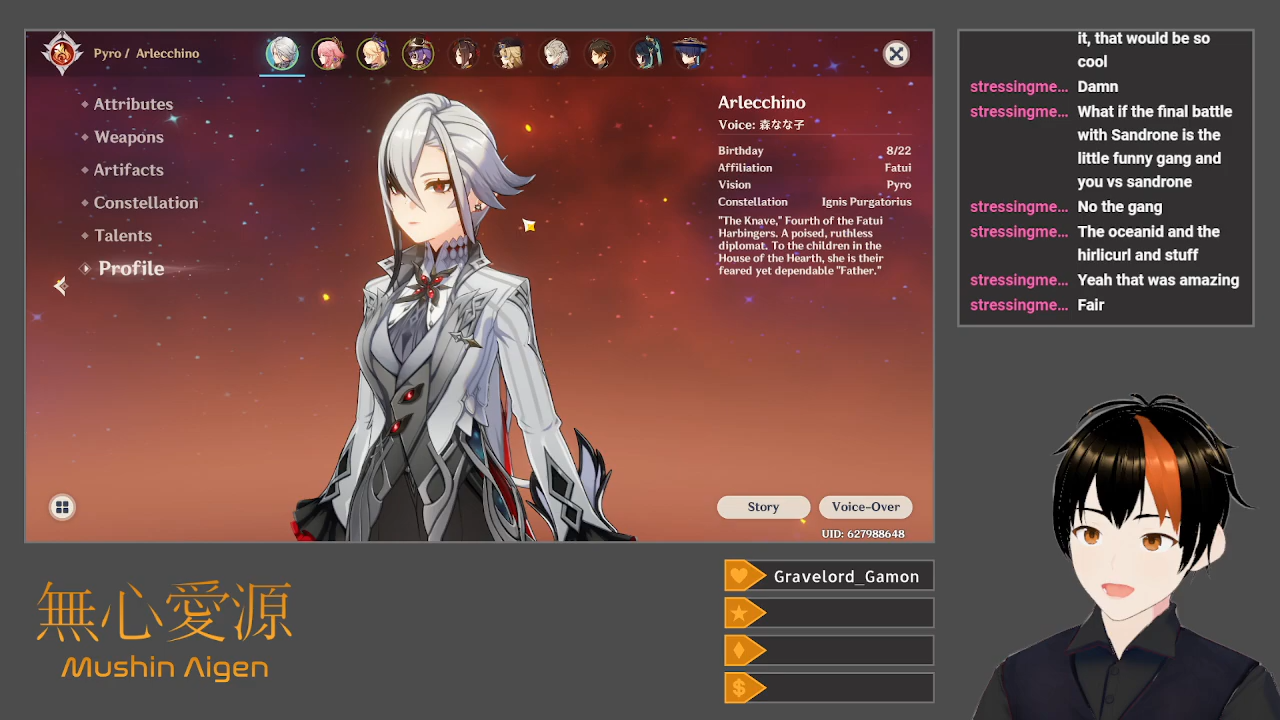 Pyro / Arlecchino
Attributes
Weapons
Artifacts
Constellation
Talents
Profile
Arlecchino
Voice: 森なな子
Birthday 8/22
Affiliation Fatui
Vision Pyro
Constellation Ignis Purgatorius
"The Knave," Fourth of the Fatui
Harbingers. A poised, ruthless
diplomat. To the children in the
House of the Hearth, she is their
feared yet dependable "Father."
Story
Voice-Over
UID: 627988648
it, that would be so
cool
stressingme... Damn
stressingme... What if the final battle
with Sandrone is the
little funny gang and
you vs sandrone
stressingme... No the gang
stressingme... The oceanid and the
hirlicurl and stuff
stressingme... Yeah that was amazing
stressingme... Fair
無心愛源
Mushin Aigen
Gravelord_Gamon
$